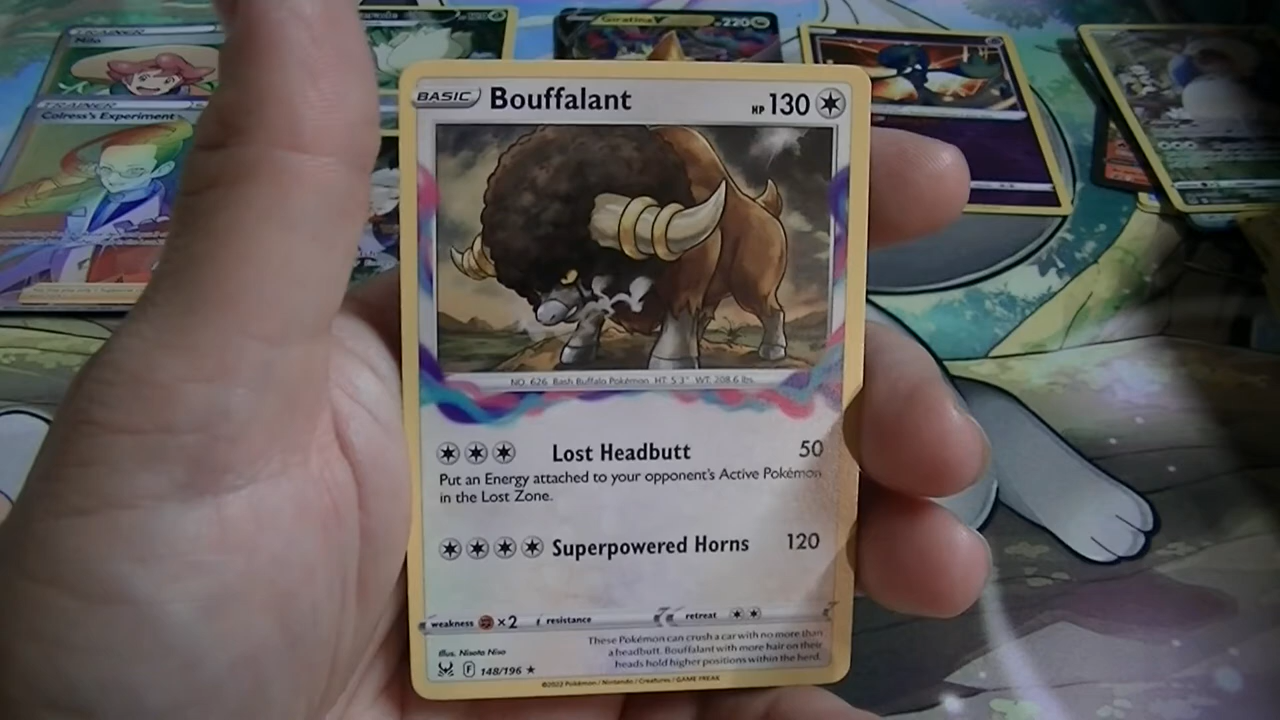 TRAINER
Milo
TRAINER
Colress's Experiment
Giratina V 220
BASIC Bouffalant HP 130
NO. 626 Bash Buffalo Pokémon HT: 5'3" WT: 208.6 lbs.
Lost Headbutt 50
Put an Energy attached to your opponent's Active Pokémon
in the Lost Zone.
Superpowered Horns 120
weakness ×2 resistance retreat
These Pokémon can crush a car with no more than
a headbutt. Bouffalant with more hair on their
heads hold higher positions within the herd.
Illus. Nisota Niso
F 148/196 ★
©2022 Pokémon / Nintendo / Creatures / GAME FREAK